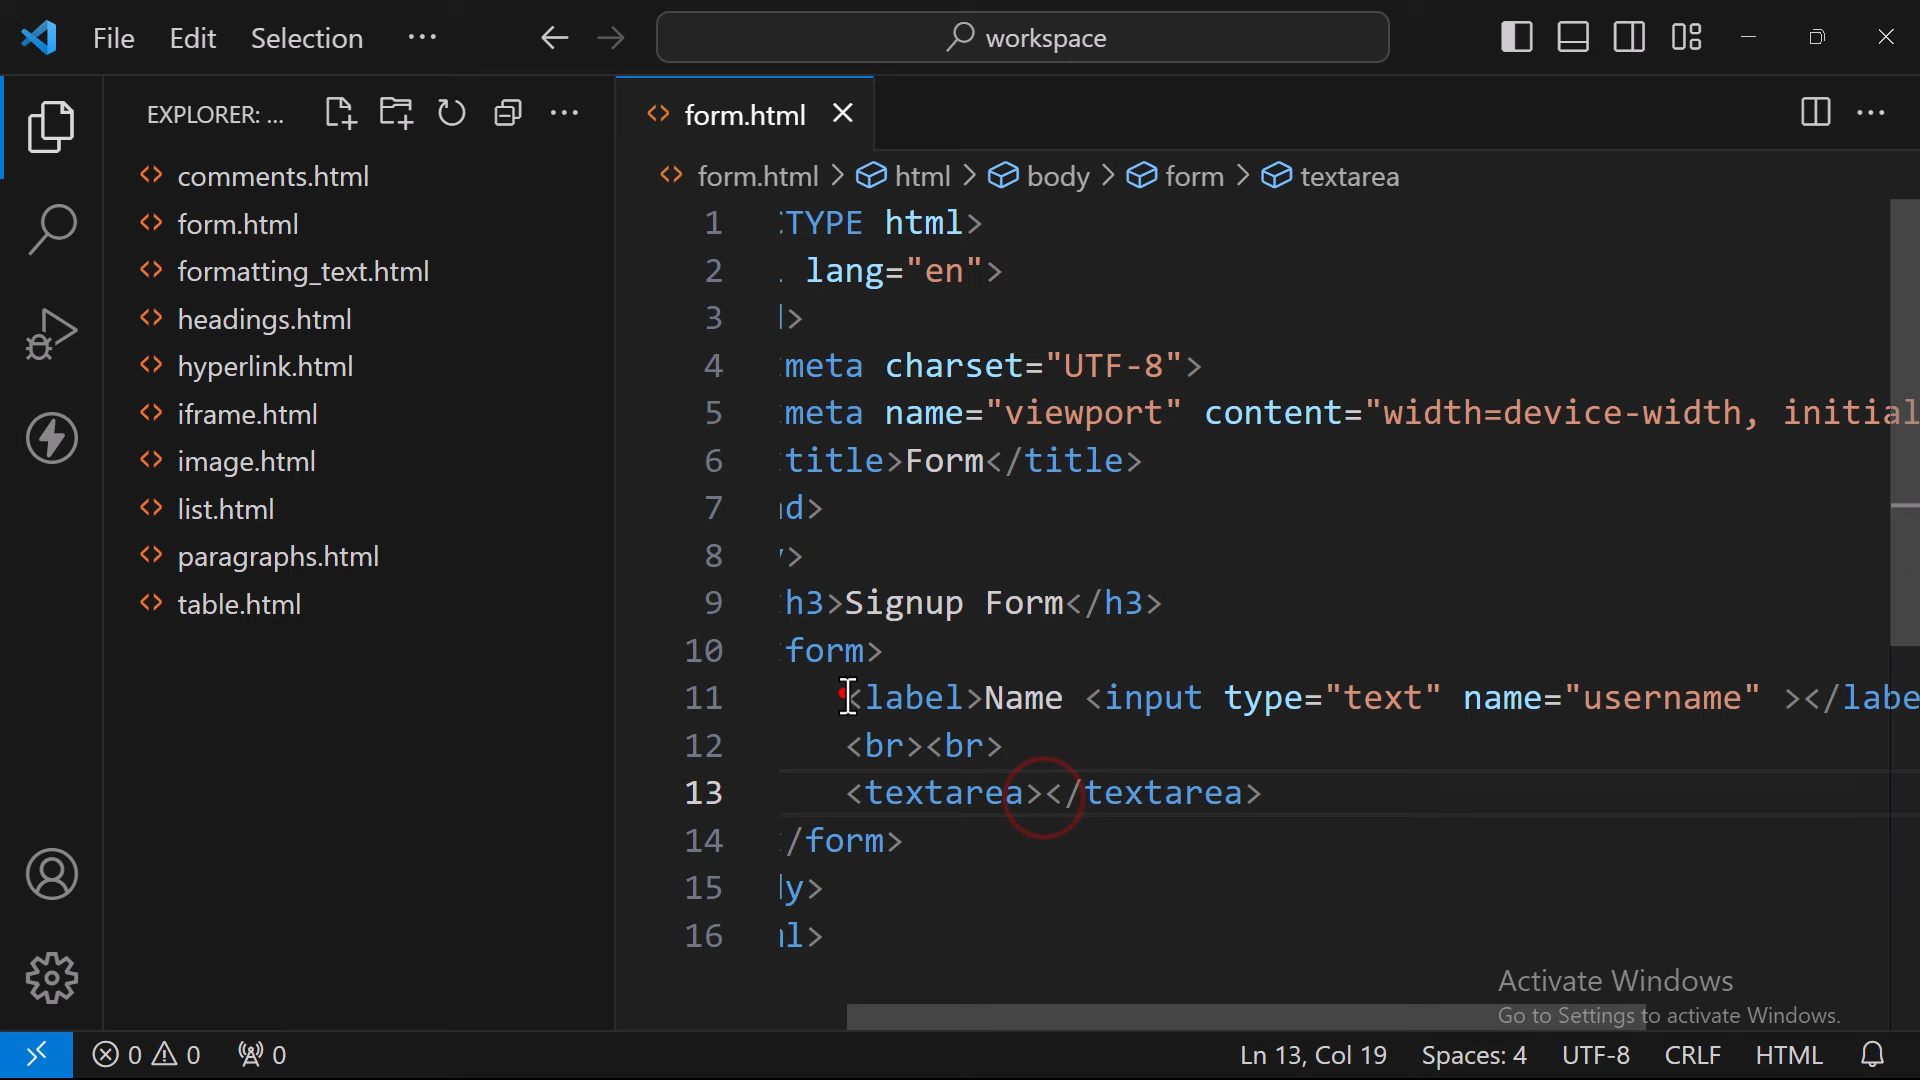 File Edit Selection ··· workspace
EXPLORER: ...
comments.html
form.html
formatting_text.html
headings.html
hyperlink.html
iframe.html
image.html
list.html
paragraphs.html
table.html
form.html
form.html > html > body > form > textarea
1 TYPE html>
2 lang="en">
3 >
4 meta charset="UTF-8">
5 meta name="viewport" content="width=device-width, initial
6 title>Form</title>
7 d>
8 >
9 h3>Signup Form</h3>
10 form>
11 <label>Name <input type="text" name="username" ></labe
12 <br><br>
13 <textarea></textarea>
14 /form>
15 y>
16 l>
Activate Windows
Go to Settings to activate Windows.
0 0 0 Ln 13, Col 19 Spaces: 4 UTF-8 CRLF HTML